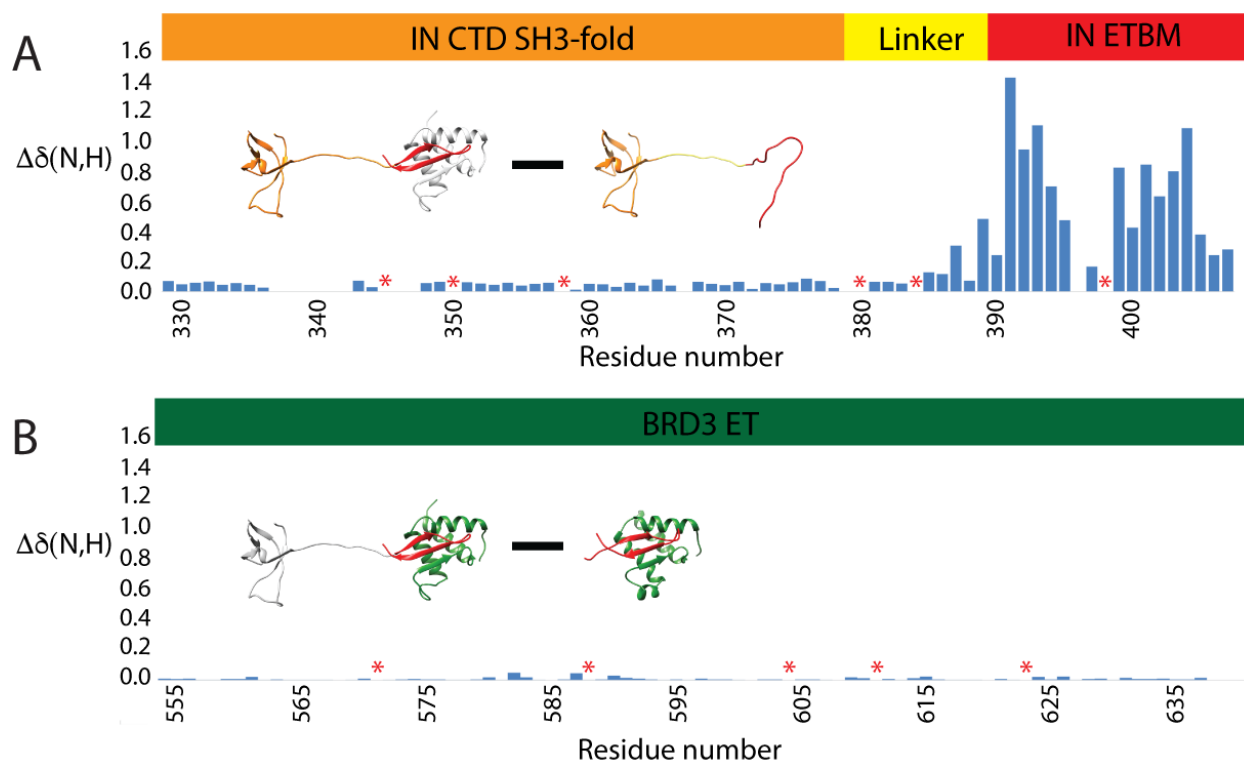 A
IN CTD SH3-fold Linker IN ETBM
1.6
1.4
1.2
1.0
Δδ(N,H)
0.8
0.6
0.4
0.2
0.0
* * * * * *
330 340 350 360 370 380 390 400
Residue number
B
BRD3 ET
1.6
1.4
1.2
1.0
Δδ(N,H)
0.8
0.6
0.4
0.2
0.0
* * * * *
555 565 575 585 595 605 615 625 635
Residue number